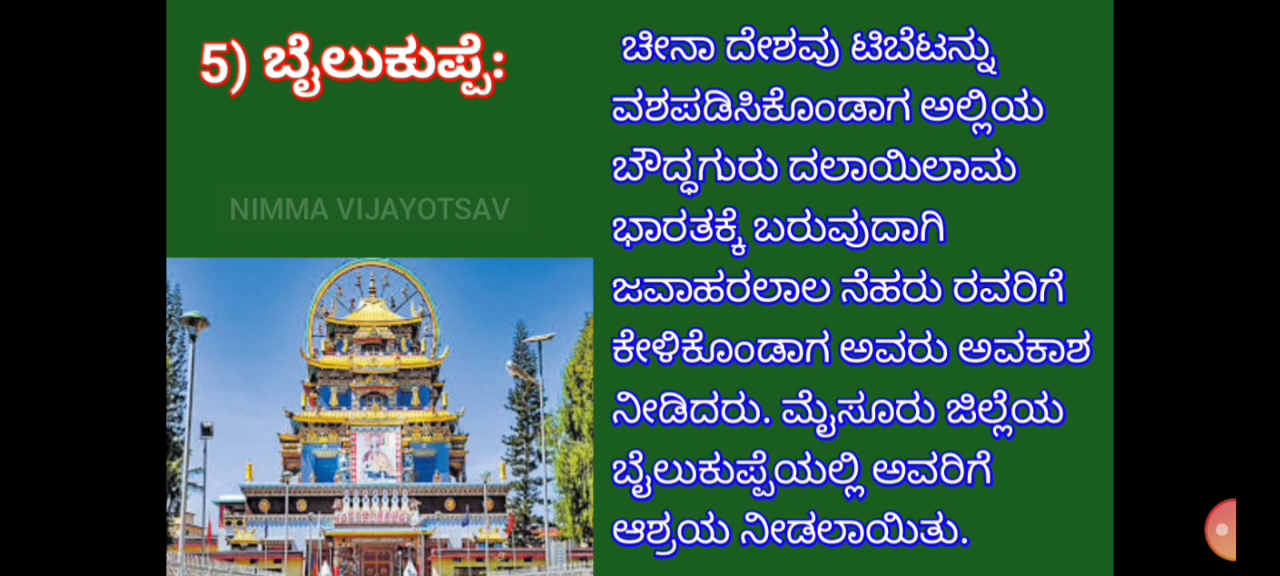 5) ಬೈಲುಕುಪ್ಪೆ:
NIMMA VIJAYOTSAV
ಚೀನಾ ದೇಶವು ಟಿಬೆಟನ್ನು
ವಶಪಡಿಸಿಕೊಂಡಾಗ ಅಲ್ಲಿಯ
ಬೌದ್ಧಗುರು ದಲಾಯಿಲಾಮ
ಭಾರತಕ್ಕೆ ಬರುವುದಾಗಿ
ಜವಾಹರಲಾಲ ನೆಹರು ರವರಿಗೆ
ಕೇಳಿಕೊಂಡಾಗ ಅವರು ಅವಕಾಶ
ನೀಡಿದರು. ಮೈಸೂರು ಜಿಲ್ಲೆಯ
ಬೈಲುಕುಪ್ಪೆಯಲ್ಲಿ ಅವರಿಗೆ
ಆಶ್ರಯ ನೀಡಲಾಯಿತು.